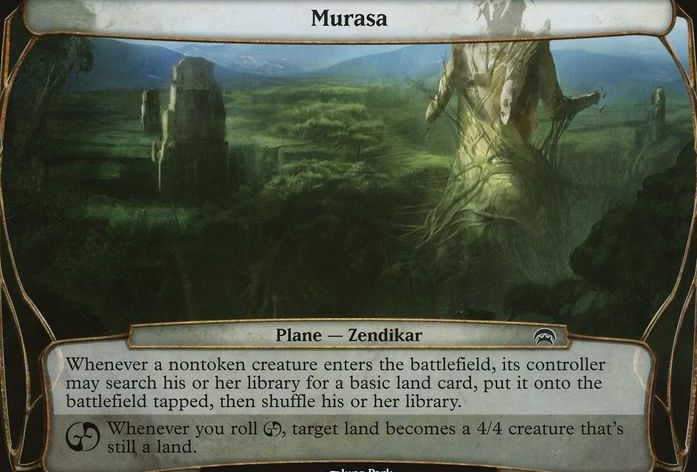 Murasa
Plane — Zendikar
Whenever a nontoken creature enters the battlefield, its controller
may search his or her library for a basic land card, put it onto the
battlefield tapped, then shuffle his or her library.
Whenever you roll , target land becomes a 4/4 creature that's
still a land.